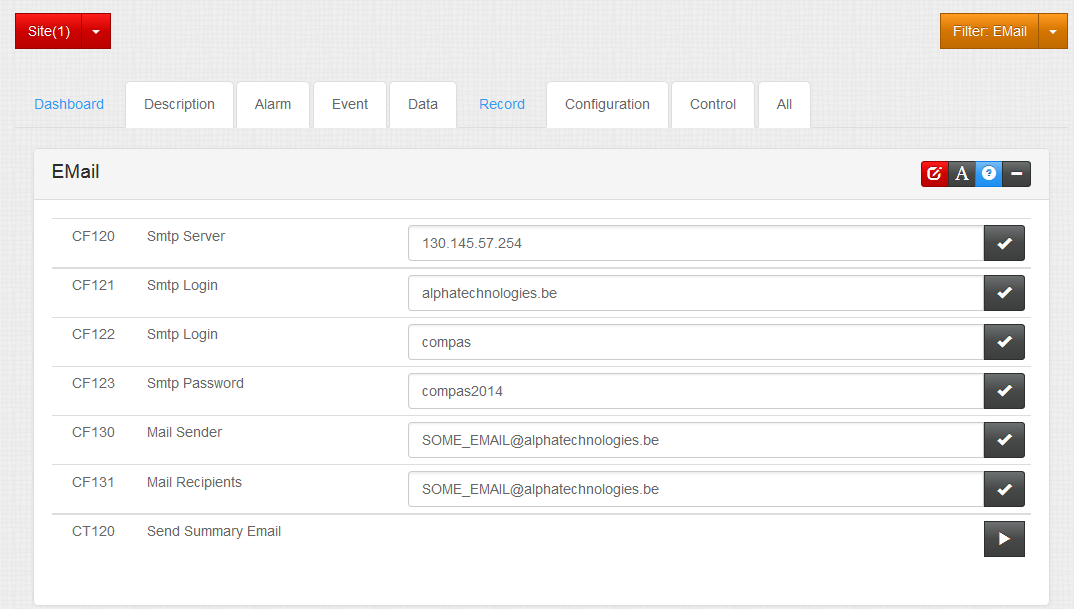 Site(1) Filter: EMail
Dashboard Description Alarm Event Data Record Configuration Control All
EMail A ?
CF120 Smtp Server 130.145.57.254
CF121 Smtp Login alphatechnologies.be
CF122 Smtp Login compas
CF123 Smtp Password compas2014
CF130 Mail Sender SOME_EMAIL@alphatechnologies.be
CF131 Mail Recipients SOME_EMAIL@alphatechnologies.be
CT120 Send Summary Email